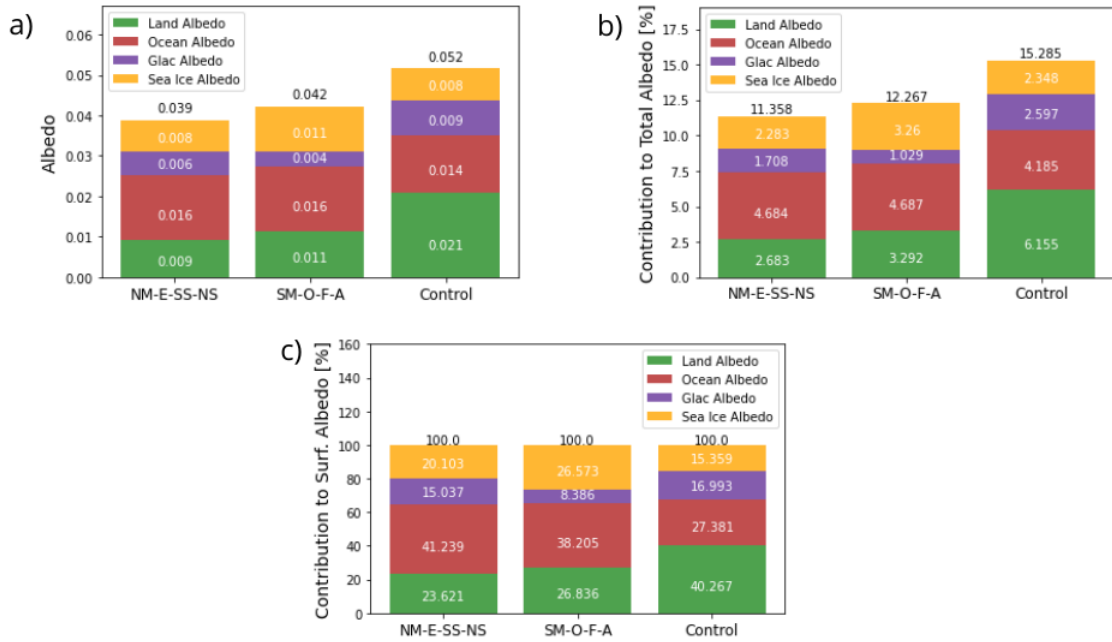 a)
Albedo
0.06
0.05
0.04
0.03
0.02
0.01
0.00
Land Albedo
Ocean Albedo
Glac Albedo
Sea Ice Albedo
0.039
0.008
0.006
0.016
0.009
0.042
0.011
0.004
0.016
0.011
0.052
0.008
0.009
0.014
0.021
NM-E-SS-NS
SM-O-F-A
Control
b)
Contribution to Total Albedo [%]
17.5
15.0
12.5
10.0
7.5
5.0
2.5
0.0
Land Albedo
Ocean Albedo
Glac Albedo
Sea Ice Albedo
11.358
2.283
1.708
4.684
2.683
12.267
3.26
1.029
4.687
3.292
15.285
2.348
2.597
4.185
6.155
NM-E-SS-NS
SM-O-F-A
Control
c)
Contribution to Surf. Albedo [%]
160
140
120
100
80
60
40
20
0
Land Albedo
Ocean Albedo
Glac Albedo
Sea Ice Albedo
100.0
20.103
15.037
41.239
23.621
100.0
26.573
8.386
38.205
26.836
100.0
15.359
16.993
27.381
40.267
NM-E-SS-NS
SM-O-F-A
Control